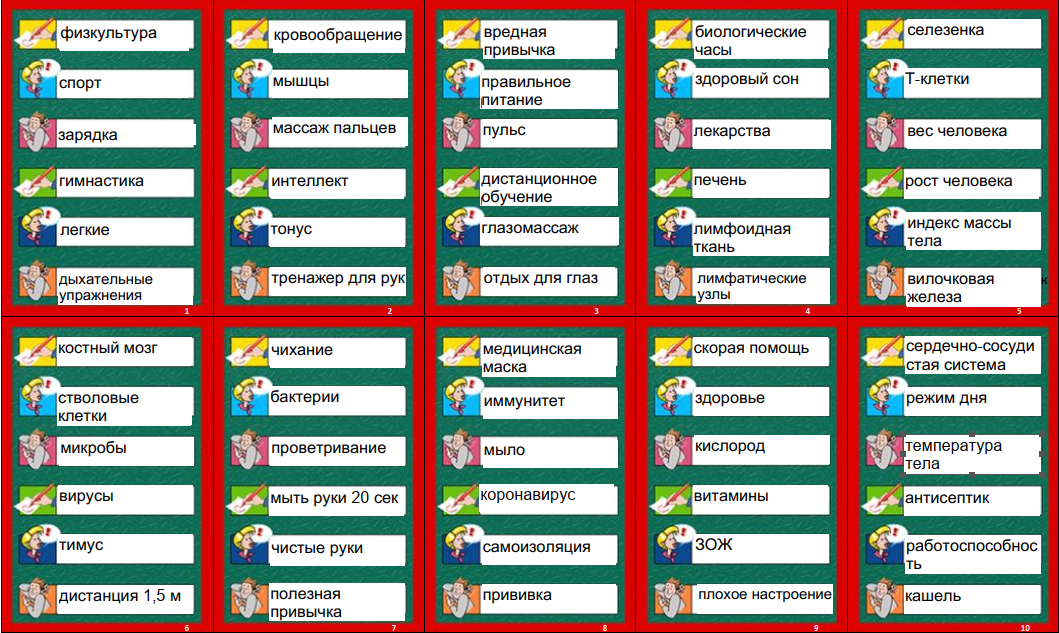 физкультура
спорт
зарядка
гимнастика
легкие
дыхательные
упражнения
1
кровообращение
мышцы
массаж пальцев
интеллект
тонус
тренажер для рук
2
вредная
привычка
правильное
питание
пульс
дистанционное
обучение
глазомассаж
отдых для глаз
3
биологические
часы
здоровый сон
лекарства
печень
лимфоидная
ткань
лимфатические
узлы
4
селезенка
Т-клетки
вес человека
рост человека
индекс массы
тела
вилочковая
железа
5
костный мозг
стволовые
клетки
микробы
вирусы
тимус
дистанция 1,5 м
6
чихание
бактерии
проветривание
мыть руки 20 сек
чистые руки
полезная
привычка
7
медицинская
маска
иммунитет
мыло
коронавирус
самоизоляция
прививка
8
скорая помощь
здоровье
кислород
витамины
ЗОЖ
плохое настроение
9
сердечно-сосуди
стая система
режим дня
температура
тела
антисептик
работоспособнос
ть
кашель
10